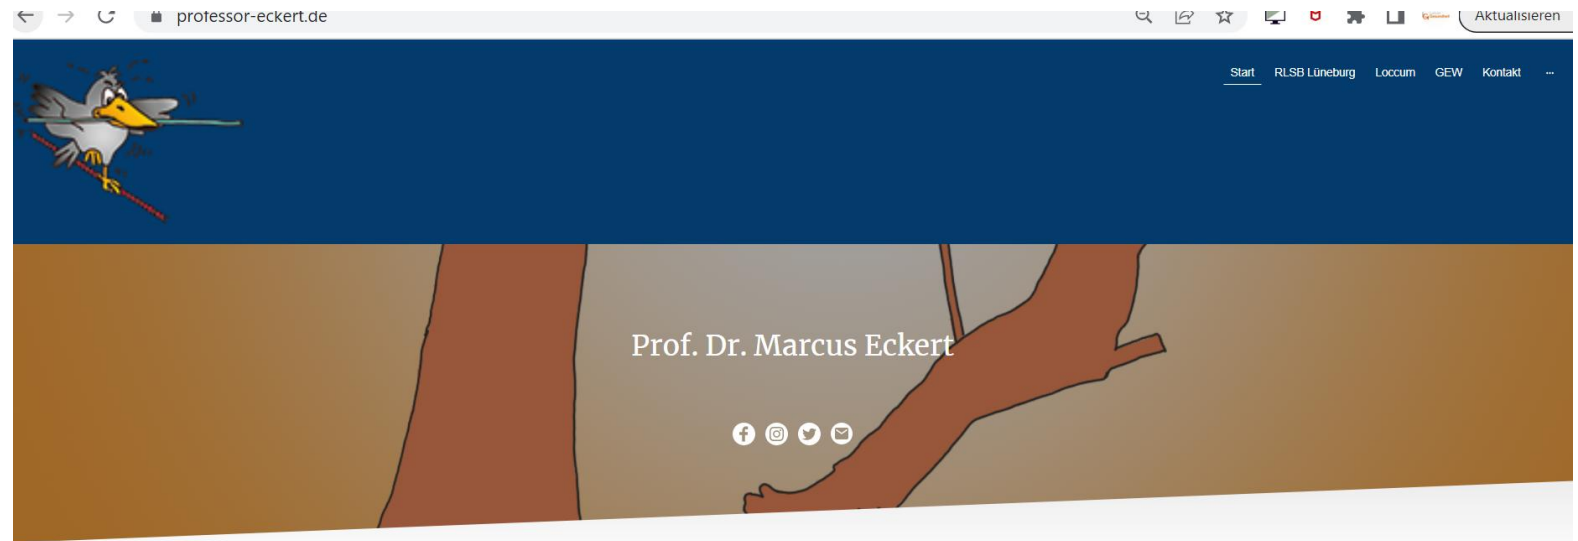 professor-eckert.de
Aktualisieren
Start RLSB Lüneburg Loccum GEW Kontakt ...
Prof. Dr. Marcus Eckert